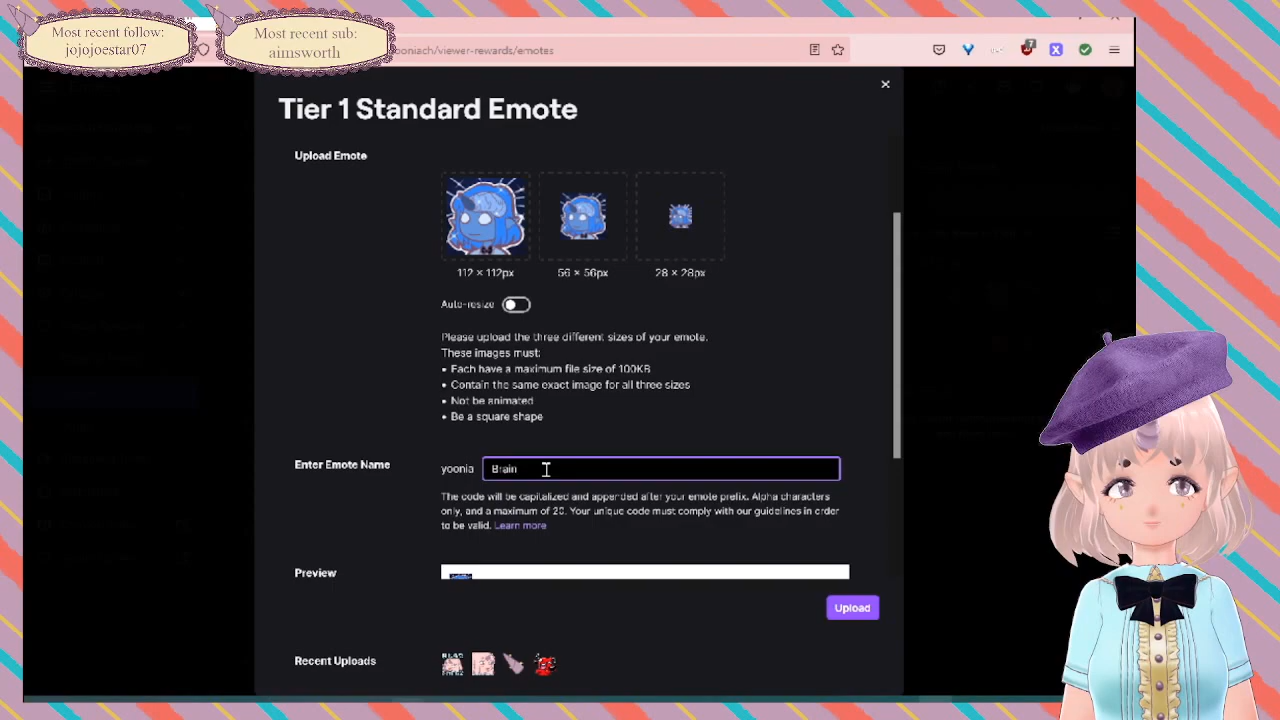 Most recent follow:
jojojoestar07
Most recent sub:
aimsworth
ooniach/viewer-rewards/emotes
7
Tier 1 Standard Emote
Upload Emote
112 × 112px
56 × 56px
28 × 28px
Auto-resize
Please upload the three different sizes of your emote.
These images must:
• Each have a maximum file size of 100KB
• Contain the same exact image for all three sizes
• Not be animated
• Be a square shape
Enter Emote Name
yoonia
Brain
The code will be capitalized and appended after your emote prefix. Alpha characters
only, and a maximum of 20. Your unique code must comply with our guidelines in order
to be valid. Learn more
Preview
Upload
Recent Uploads